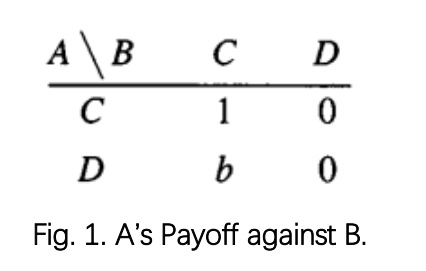 A \ B C D
C 1 0
D b 0
Fig. 1. A's Payoff against B.